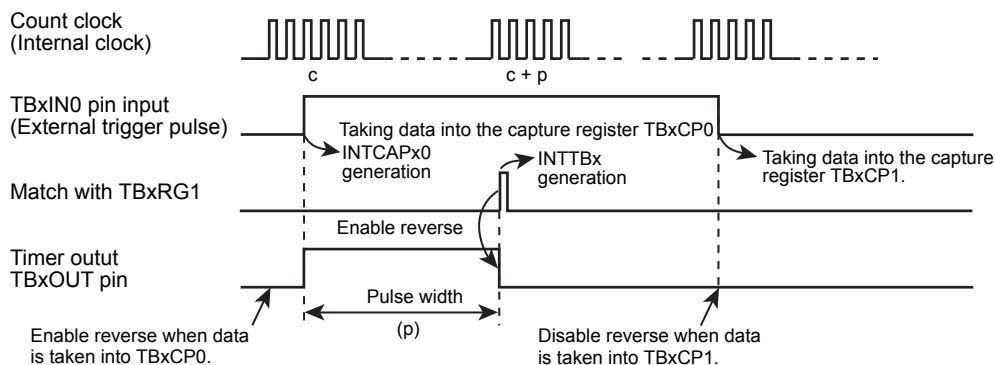 Count clock
(Internal clock)
c
c + p
TBxIN0 pin input
(External trigger pulse)
Taking data into the capture register TBxCP0
INTCAPx0
generation
INTTBx
generation
Taking data into the capture
register TBxCP1.
Match with TBxRG1
Enable reverse
Timer outut
TBxOUT pin
Pulse width
(p)
Enable reverse when data
is taken into TBxCP0.
Disable reverse when data
is taken into TBxCP1.